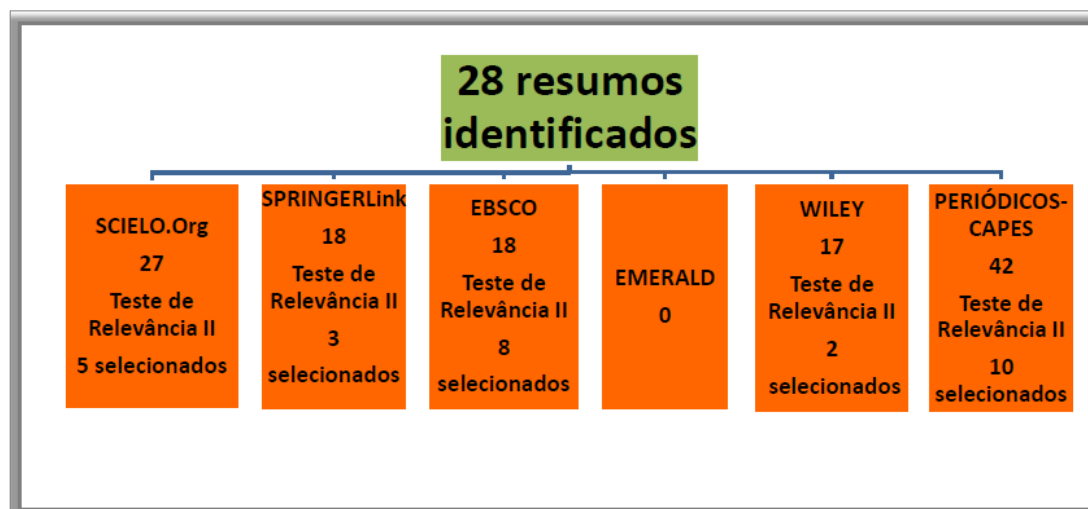 28 resumos
identificados
SCIELO.Org
27
Teste de
Relevância II
5 selecionados
SPRINGERLink
18
Teste de
Relevância II
3
selecionados
EBSCO
18
Teste de
Relevância II
8
selecionados
EMERALD
0
WILEY
17
Teste de
Relevância II
2
selecionados
PERIÓDICOS-
CAPES
42
Teste de
Relevância II
10
selecionados